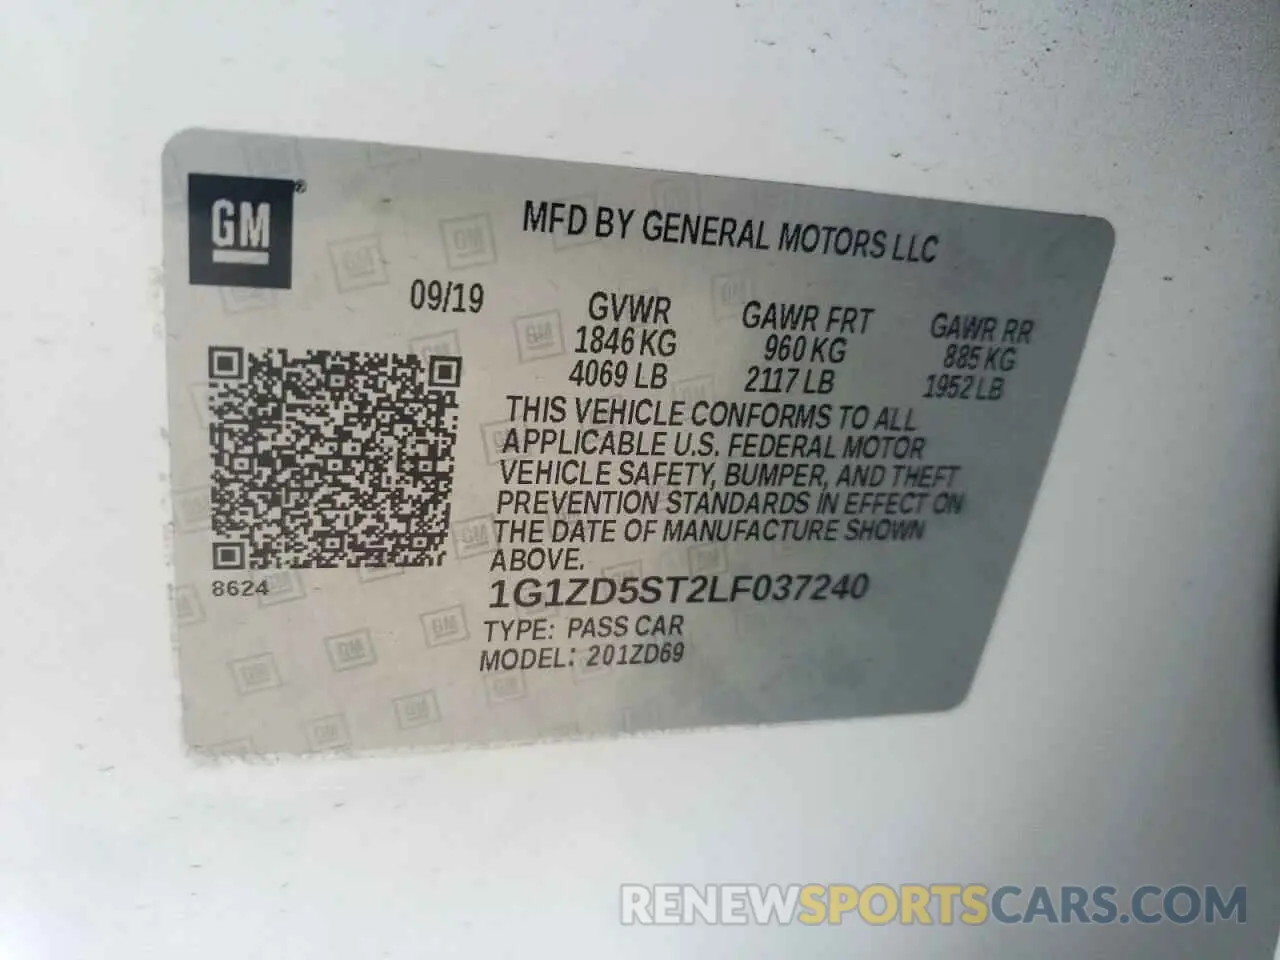 GM®
MFD BY GENERAL MOTORS LLC
09/19
GVWR GAWR FRT GAWR RR
1846 KG 960 KG 885 KG
4069 LB 2117 LB 1952 LB
THIS VEHICLE CONFORMS TO ALL
APPLICABLE U.S. FEDERAL MOTOR
VEHICLE SAFETY, BUMPER, AND THEFT
PREVENTION STANDARDS IN EFFECT ON
THE DATE OF MANUFACTURE SHOWN
ABOVE.
8624
1G1ZD5ST2LF037240
TYPE: PASS CAR
MODEL: 201ZD69
RENEWSPORTSCARS.COM